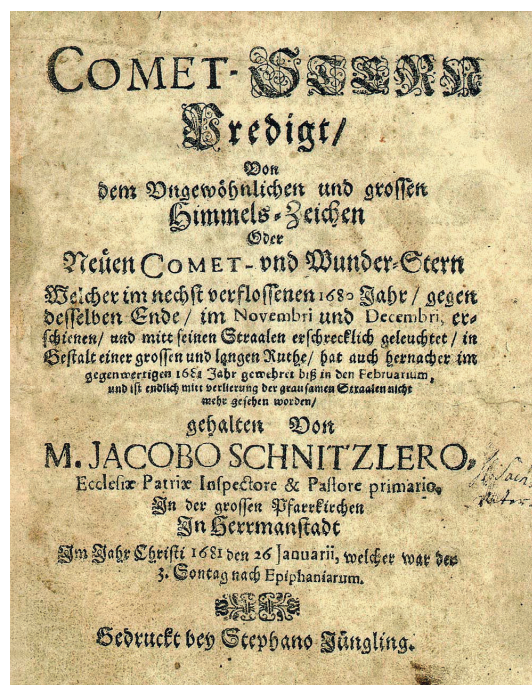 COMET-STERN
Predigt/
Von
dem Vngewöhnlichen und grossen
Himmels-Zeichen
Oder
Neüen COMET- vnd Wunder-Stern
Welcher im nechst verflossenen 1680 Jahr/ gegen
desselben Ende/ im Novembri und Decembri, er-
schienen/ und mitt seinen Straalen erschrecklich geleuchtet/ in
Gestalt einer grossen und langen Ruthe/ hat auch hernacher im
gegenwertigen 1681 Jahr gewehret biß in den Februarium,
und ist endlich mitt verlierung der grausamen Straalen nicht
mehr gesehen worden/
gehalten Von
M. JACOBO SCHNITZLERO,
Ecclesiæ Patriæ Inspectore & Pastore primario,
In der grossen Pfarrkirchen
In Herrmanstadt
Im Jahr Christi 1681 den 26 Januarii, welcher war der
3. Sontag nach Epiphaniarum.
Gedruckt bey Stephano Jüngling.